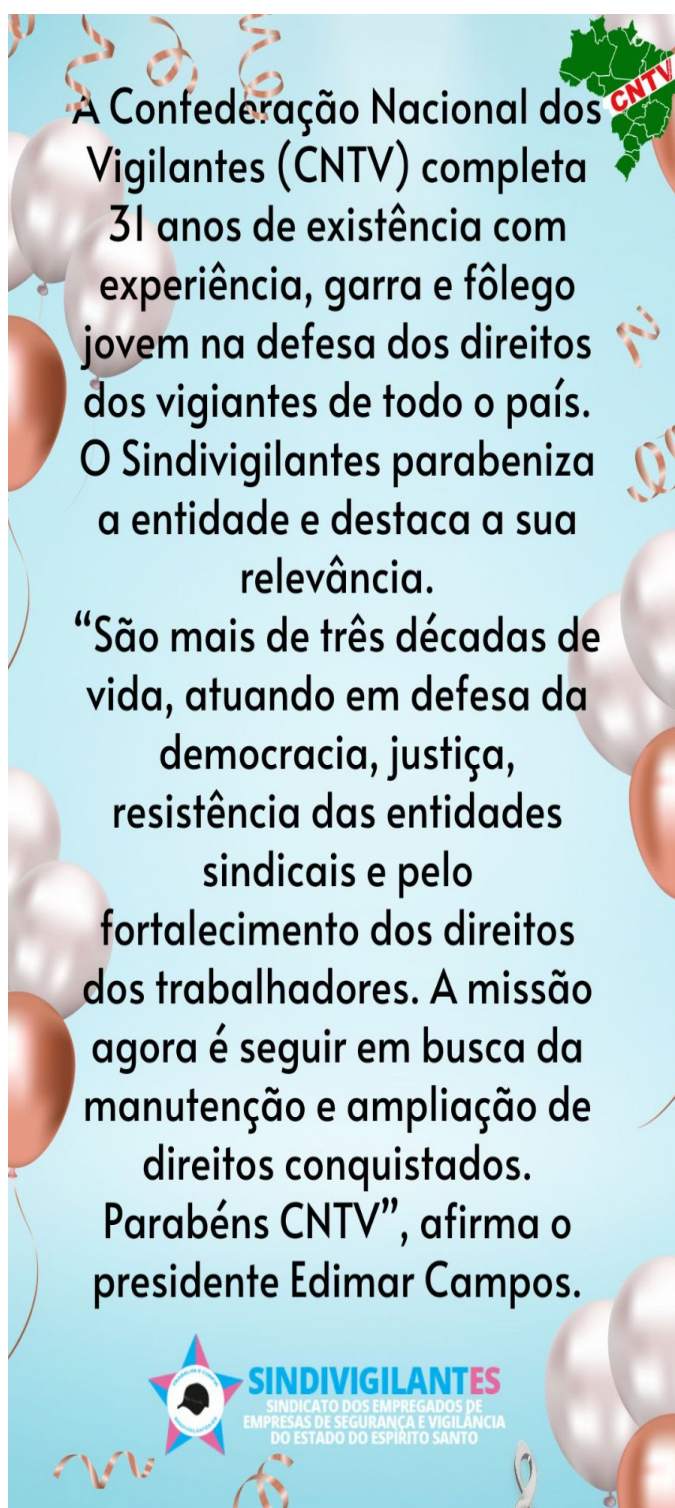 CNTV
A Confederação Nacional dos
Vigilantes (CNTV) completa
31 anos de existência com
experiência, garra e fôlego
jovem na defesa dos direitos
dos vigiantes de todo o país.
O Sindivigilantes parabeniza
a entidade e destaca a sua
relevância.
“São mais de três décadas de
vida, atuando em defesa da
democracia, justiça,
resistência das entidades
sindicais e pelo
fortalecimento dos direitos
dos trabalhadores. A missão
agora é seguir em busca da
manutenção e ampliação de
direitos conquistados.
Parabéns CNTV”, afirma o
presidente Edimar Campos.
SINDIVIGILANTES
SINDICATO DOS EMPREGADOS DE
EMPRESAS DE SEGURANÇA E VIGILÂNCIA
DO ESTADO DO ESPÍRITO SANTO